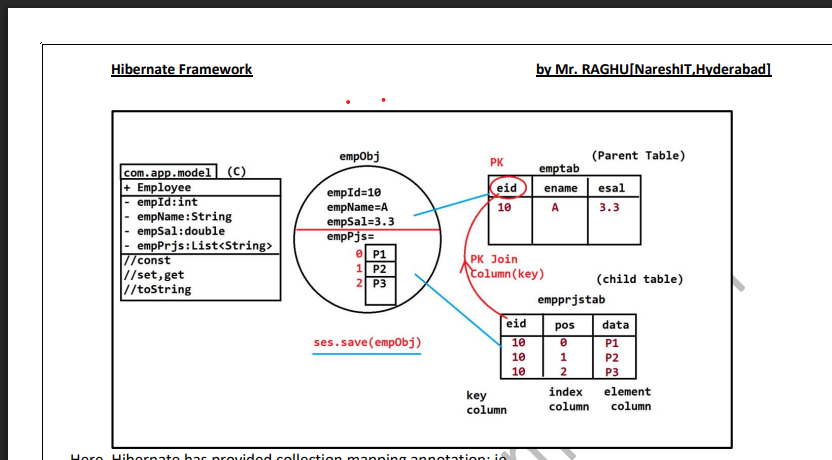 Hibernate Framework
by Mr. RAGHU[NareshIT,Hyderabad]
com.app.model (C)
+ Employee
- empId:int
- empName:String
- empSal:double
- empPrjs:List<String>
//const
//set,get
//toString
empObj
empId=10
empName=A
empSal=3.3
empPjs=
0 P1
1 P2
2 P3
ses.save(empObj)
PK
(Parent Table)
emptab
eid ename esal
10 A 3.3
PK Join
Column(key)
(child table)
empprjstab
eid pos data
10 0 P1
10 1 P2
10 2 P3
key
column
index
column
element
column
Here, Hibernate has provided collection mapping annotation: ie